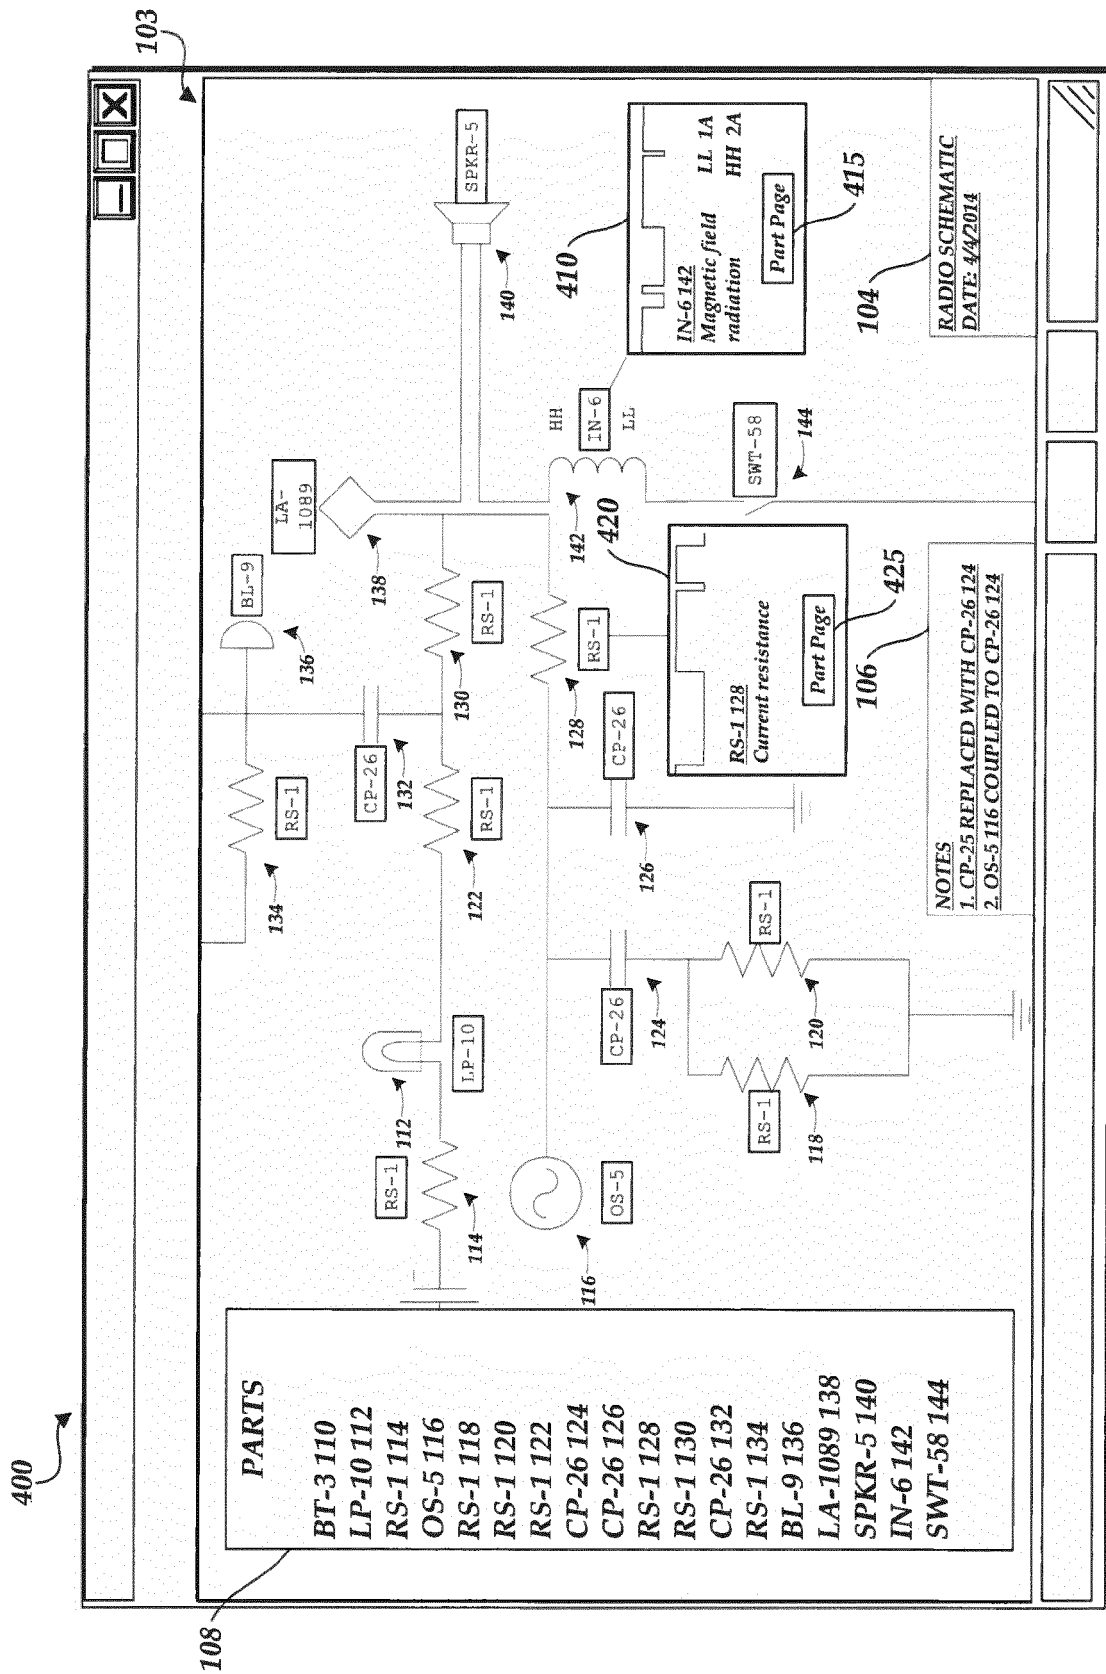 400
103
108
PARTS
BT-3 110
LP-10 112
RS-1 114
OS-5 116
RS-1 118
RS-1 120
RS-1 122
CP-26 124
CP-26 126
RS-1 128
RS-1 130
CP-26 132
RS-1 134
BL-9 136
LA-1089 138
SPKR-5 140
IN-6 142
SWT-58 144
RS-1
134
BL-9
136
LA-
1089
138
CP-26
132
RS-1
114
LP-10
112
RS-1
122
RS-1
130
SPKR-5
140
OS-5
116
CP-26
124
CP-26
126
RS-1
128
142
HH
IN-6
LL
RS-1
118
RS-1
120
SWT-58
144
410
IN-6 142
Magnetic field
radiation
LL 1A
HH 2A
Part Page
415
420
RS-1 128
Current resistance
Part Page
425
106
NOTES
1. CP-25 REPLACED WITH CP-26 124
2. OS-5 116 COUPLED TO CP-26 124
104
RADIO SCHEMATIC
DATE: 4/4/2014